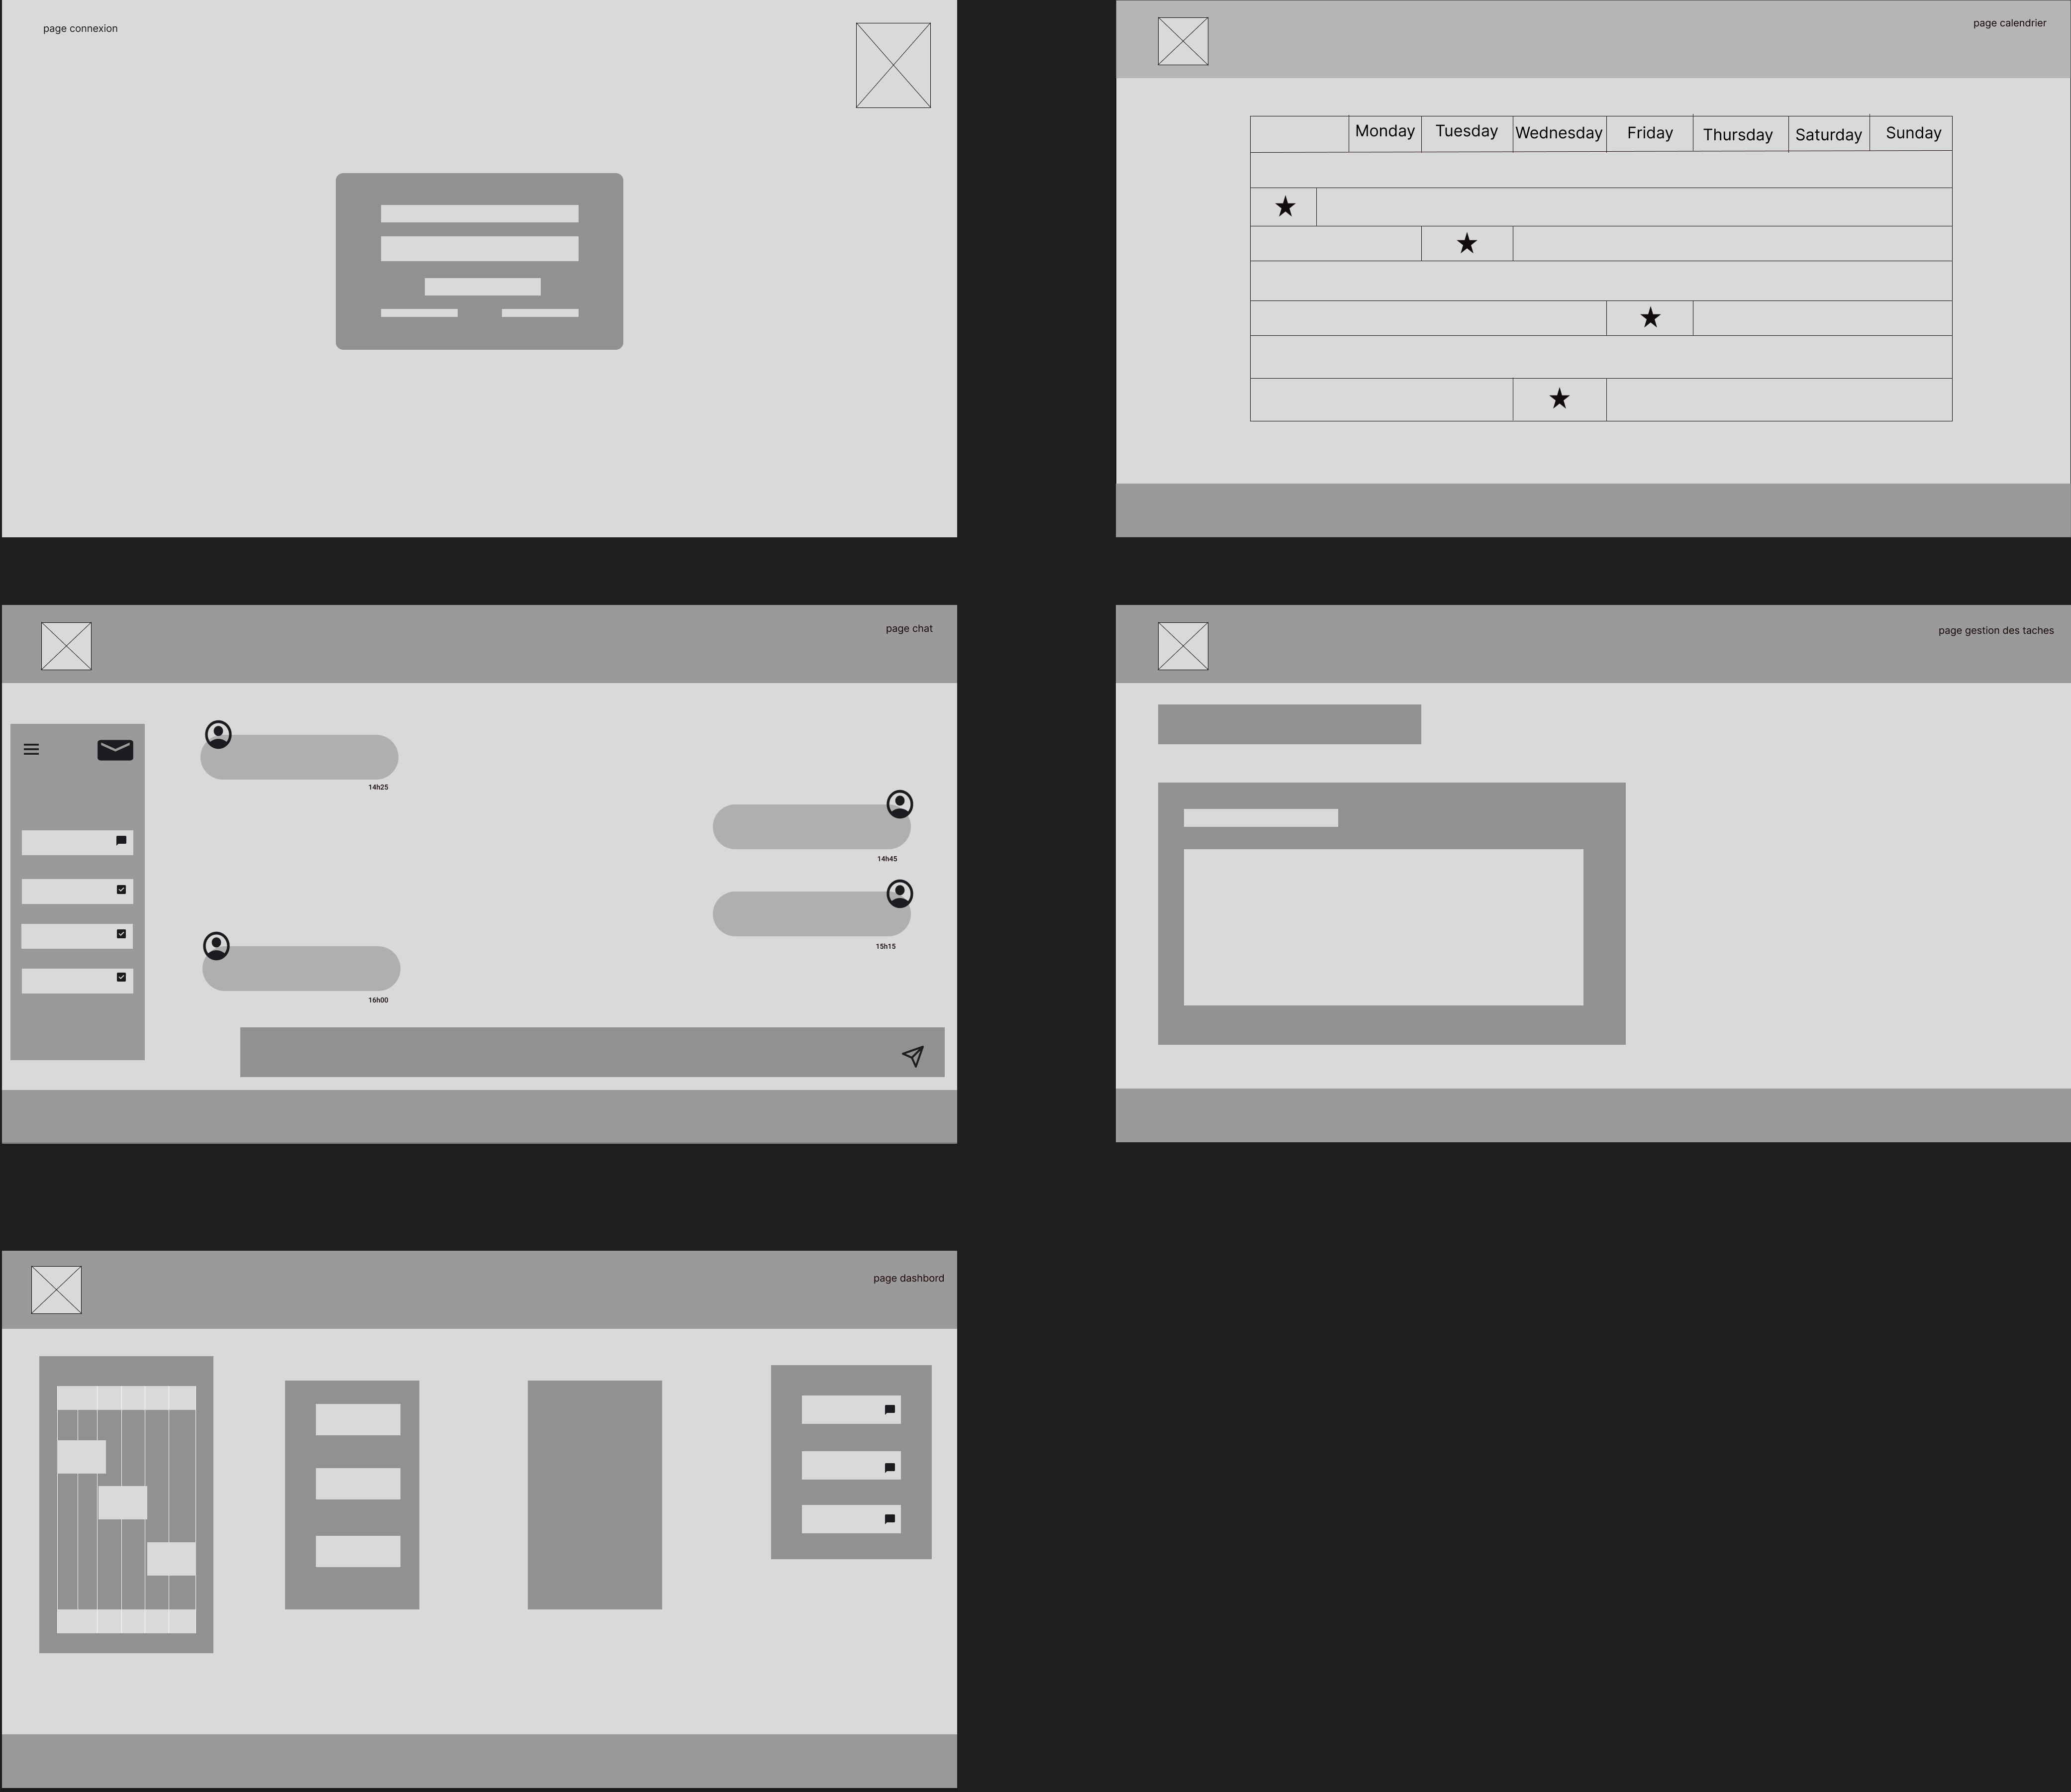 page connexion
page calendrier
Monday Tuesday Wednesday Friday Thursday Saturday Sunday
page chat
14h25
14h45
15h15
16h00
page gestion des taches
page dashbord